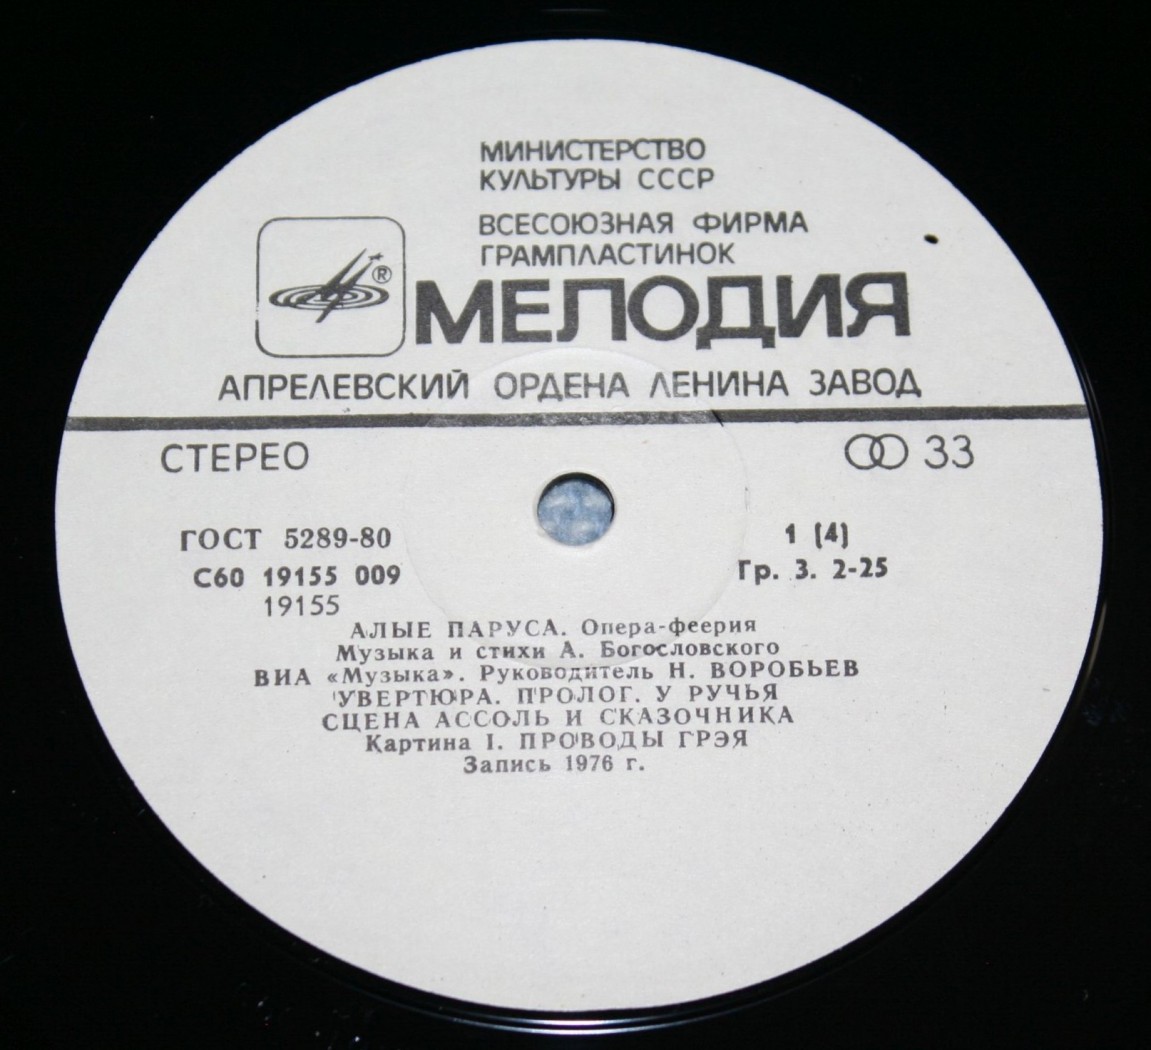 МИНИСТЕРСТВО
КУЛЬТУРЫ СССР
ВСЕСОЮЗНАЯ ФИРМА
ГРАМПЛАСТИНОК
®
МЕЛОДИЯ
АПРЕЛЕВСКИЙ ОРДЕНА ЛЕНИНА ЗАВОД
СТЕРЕО 33
ГОСТ 5289-80 1 (4)
С60 19155 009 Гр. 3. 2-25
19155
АЛЫЕ ПАРУСА. Опера-феерия
Музыка и стихи А. Богословского
ВИА «Музыка». Руководитель Н. ВОРОБЬЕВ
УВЕРТЮРА. ПРОЛОГ. У РУЧЬЯ
СЦЕНА АССОЛЬ И СКАЗОЧНИКА
Картина I. ПРОВОДЫ ГРЭЯ
Запись 1976 г.